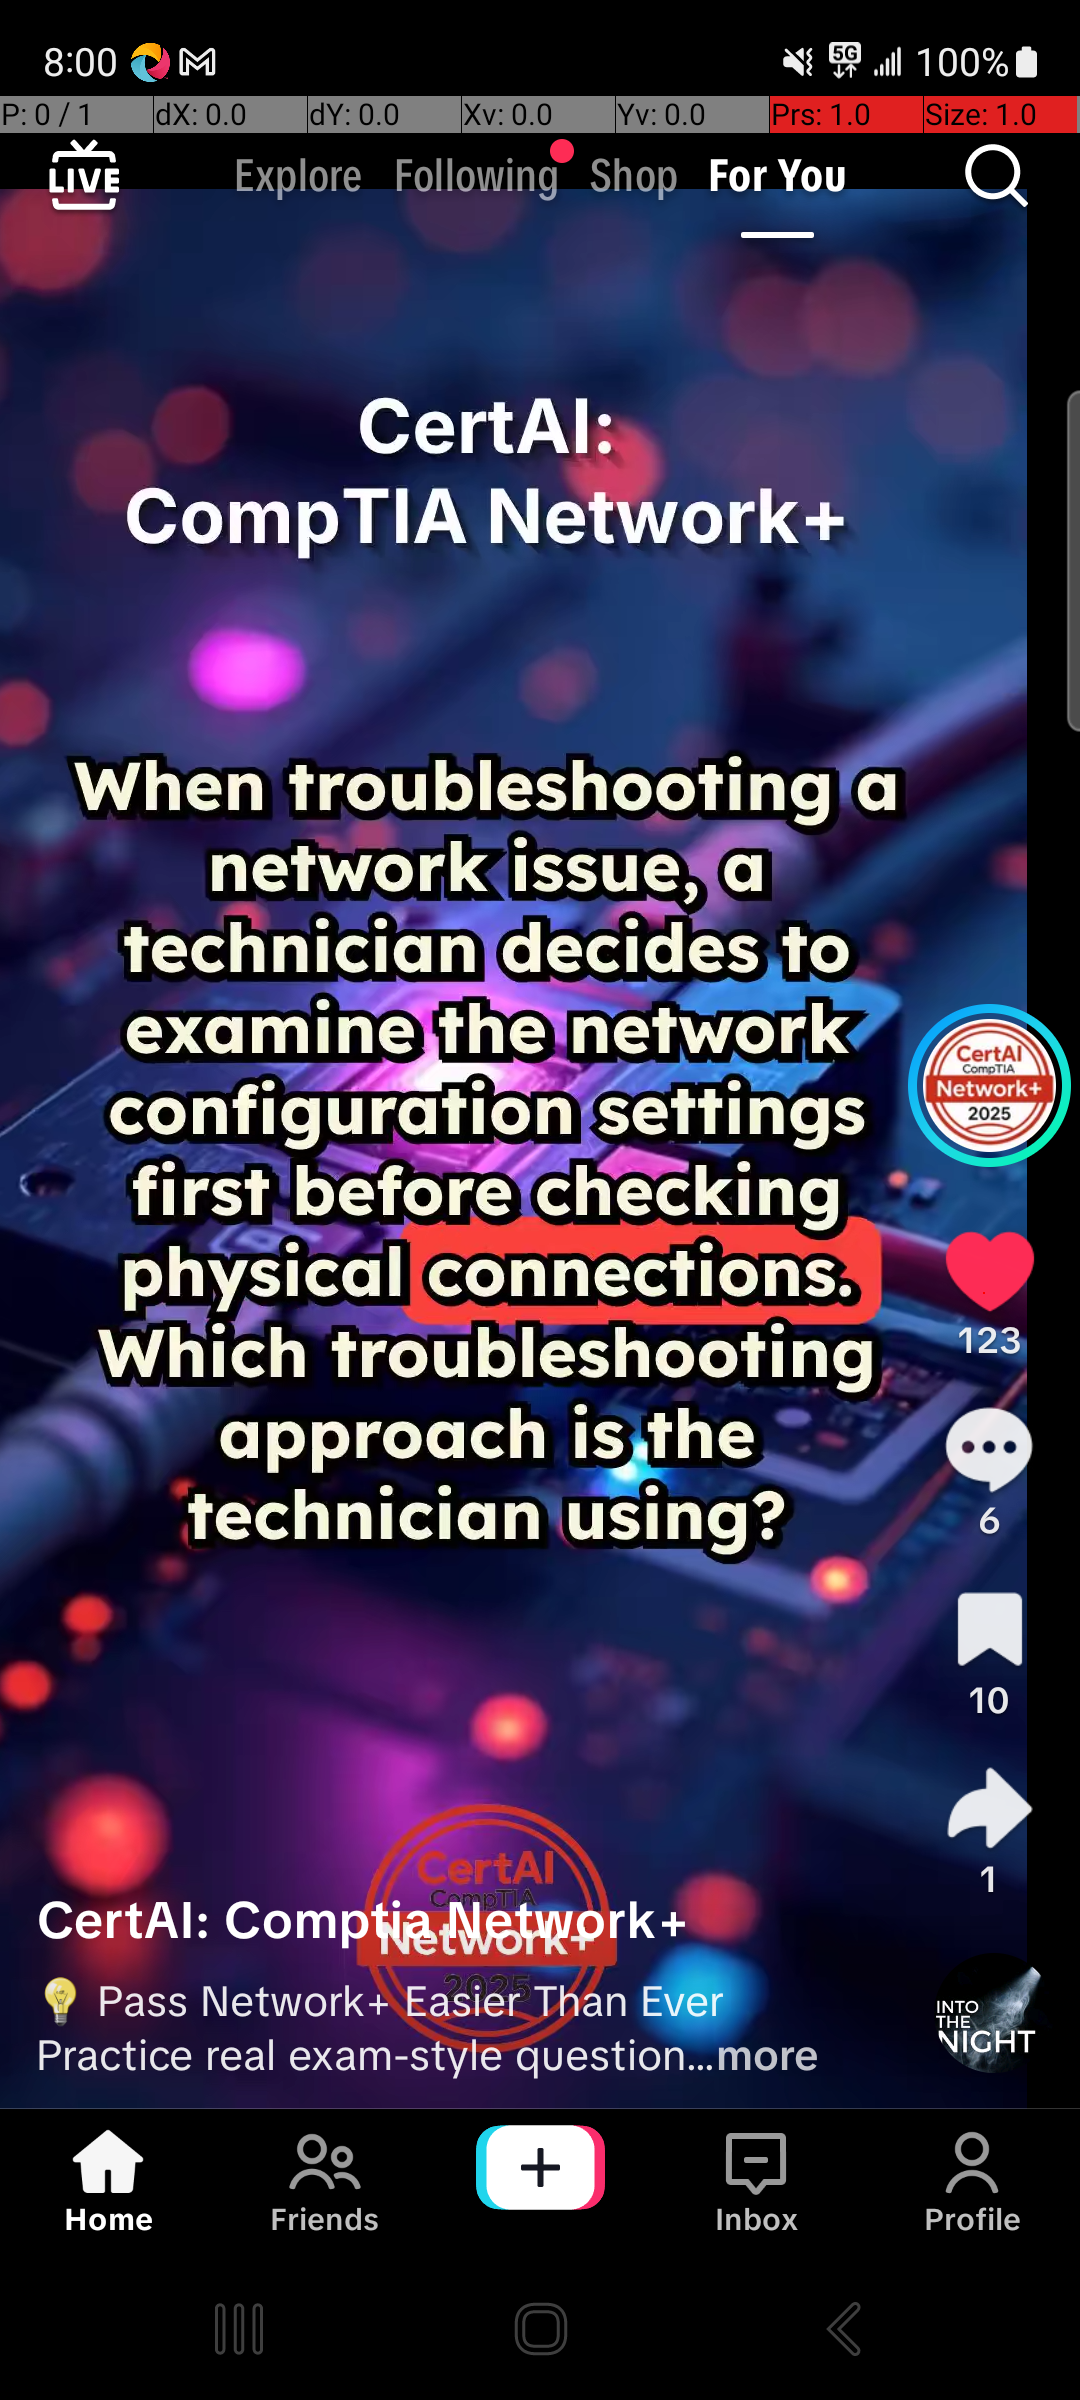 8:00
5G
100%
P: 0 / 1
dX: 0.0
dY: 0.0
Xv: 0.0
Yv: 0.0
Prs: 1.0
Size: 1.0
LIVE
Explore
Following
Shop
For You
CertAI:
CompTIA Network+
When troubleshooting a
network issue, a
technician decides to
examine the network
configuration settings
first before checking
physical connections.
Which troubleshooting
approach is the
technician using?
CertAI
CompTIA
Network+
2025
123
6
10
1
CertAI
CompTIA
Network+
2025
CertAI: Comptia Network+
💡 Pass Network+ Easier Than Ever
Practice real exam-style question...more
INTO
THE
NIGHT
Home
Friends
Inbox
Profile